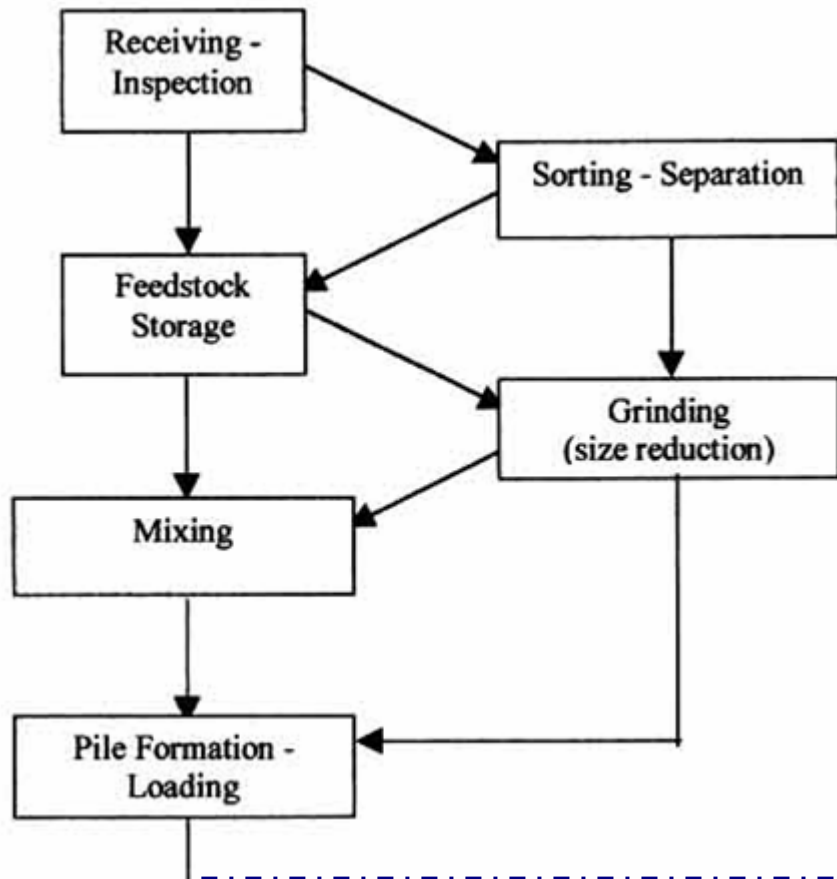 Receiving -
Inspection
Sorting - Separation
Feedstock
Storage
Grinding
(size reduction)
Mixing
Pile Formation -
Loading